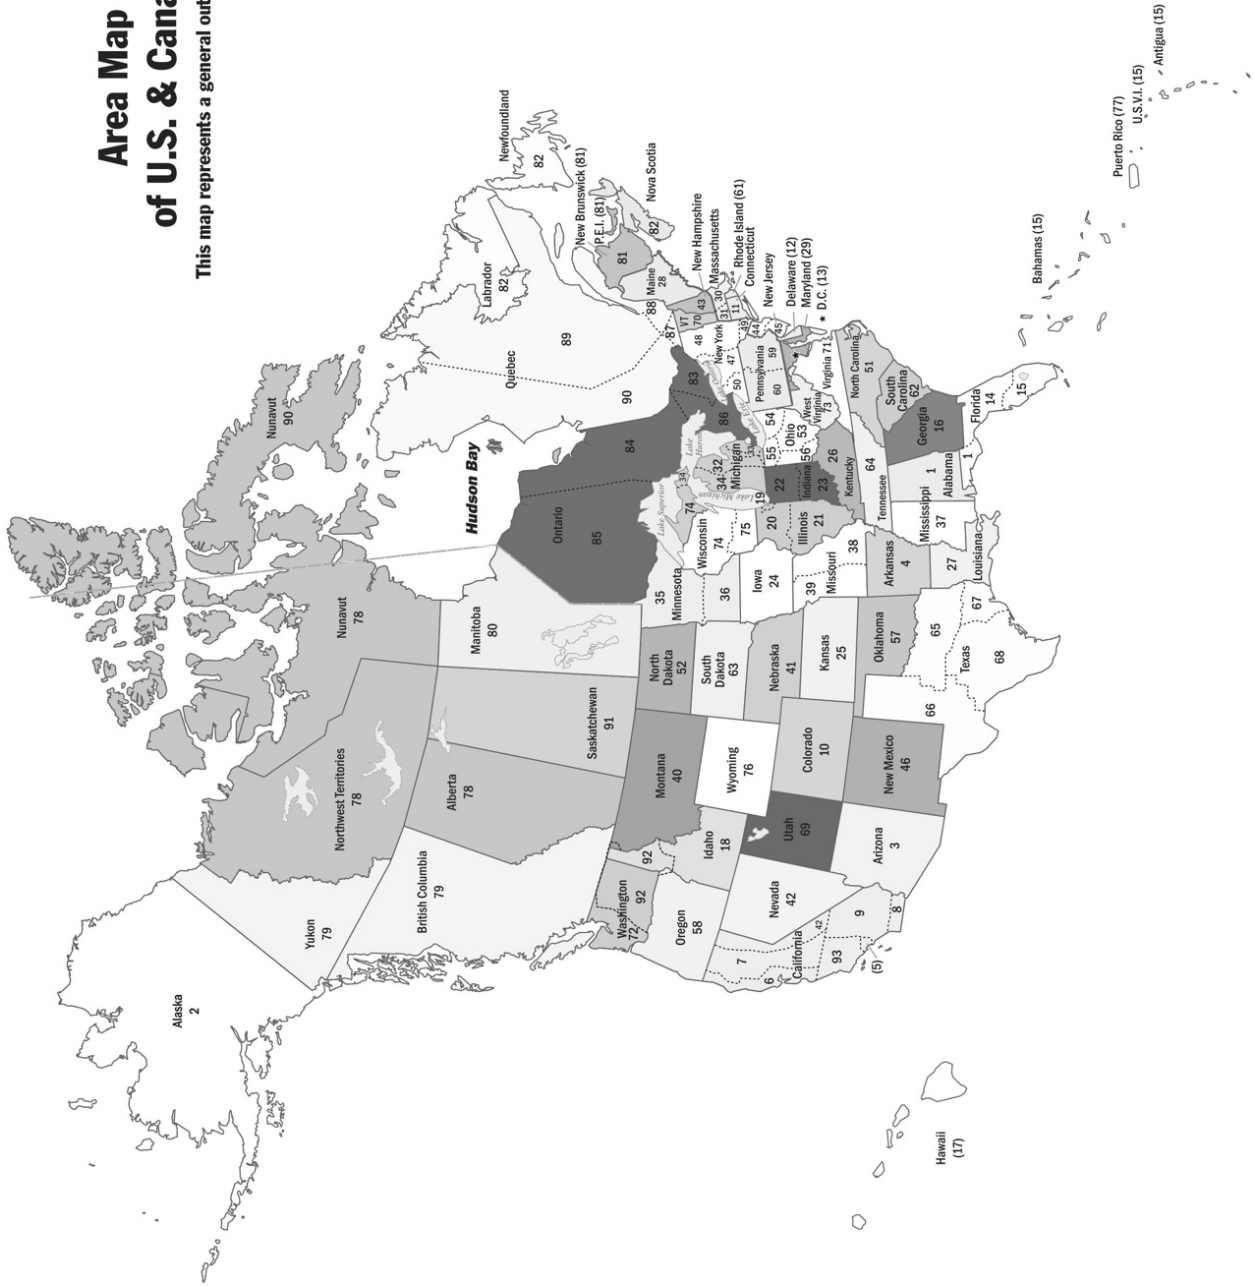 Area Map
of U.S. & Cana
This map represents a general out
Alaska
2
Yukon
79
Northwest Territories
78
Nunavut
78
Nunavut
90
British Columbia
79
Alberta
78
Saskatchewan
91
Manitoba
80
Hudson Bay
Ontario
85
84
83
86
Quebec
90
89
88
87
Labrador
82
Newfoundland
82
New Brunswick (81)
P.E.I. (81)
81
Nova Scotia
82
Maine
28
New Hampshire
43
VT
70
Massachusetts
30
31
Rhode Island (61)
Connecticut
11
New York
48
47
49
50
New Jersey
44
45
Pennsylvania
59
60
Delaware (12)
Maryland (29)
★ D.C. (13)
Washington
72
92
92
Oregon
58
Idaho
18
Montana
40
North
Dakota
52
South
Dakota
63
Minnesota
35
36
Lake Superior
Lake Michigan
Lake
Huron
Lake Erie
Wisconsin
74
75
74
34
Michigan
34
32
33
19
Wyoming
76
Nebraska
41
Iowa
24
Illinois
20
21
Indiana
22
23
Ohio
54
55
53
56
West
Virginia
73
Virginia 71
Nevada
42
Utah
69
Colorado
10
Kansas
25
Missouri
39
38
Kentucky
26
Tennessee
64
North Carolina
51
South
Carolina
62
California
7
6
42
93
9
8
(5)
Arizona
3
New Mexico
46
Oklahoma
57
Arkansas
4
Mississippi
37
Alabama
1
1
Georgia
16
Florida
14
15
Texas
66
65
67
68
Louisiana
27
Hawaii
(17)
Bahamas (15)
Puerto Rico (77)
U.S.V.I. (15)
Antigua (15)